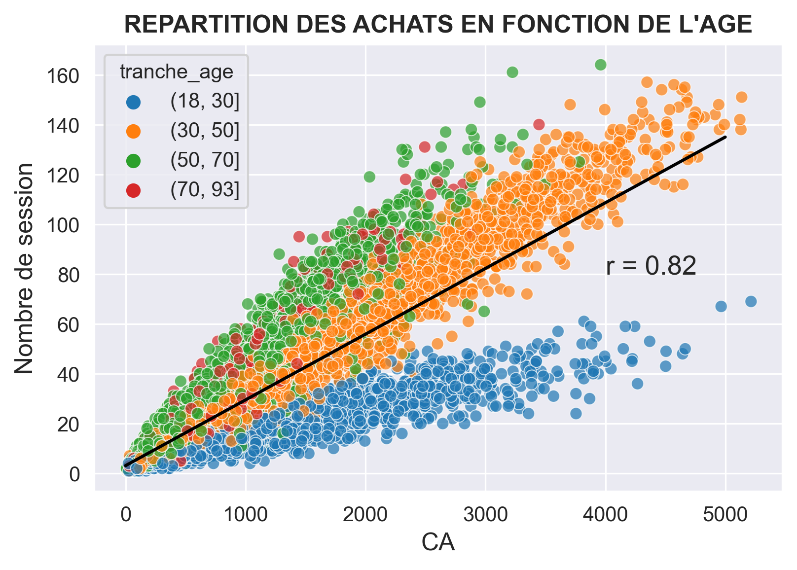 REPARTITION DES ACHATS EN FONCTION DE L'AGE
tranche_age
(18, 30]
(30, 50]
(50, 70]
(70, 93]
160
140
120
100
80
60
40
20
0
Nombre de session
r = 0.82
0 1000 2000 3000 4000 5000
CA